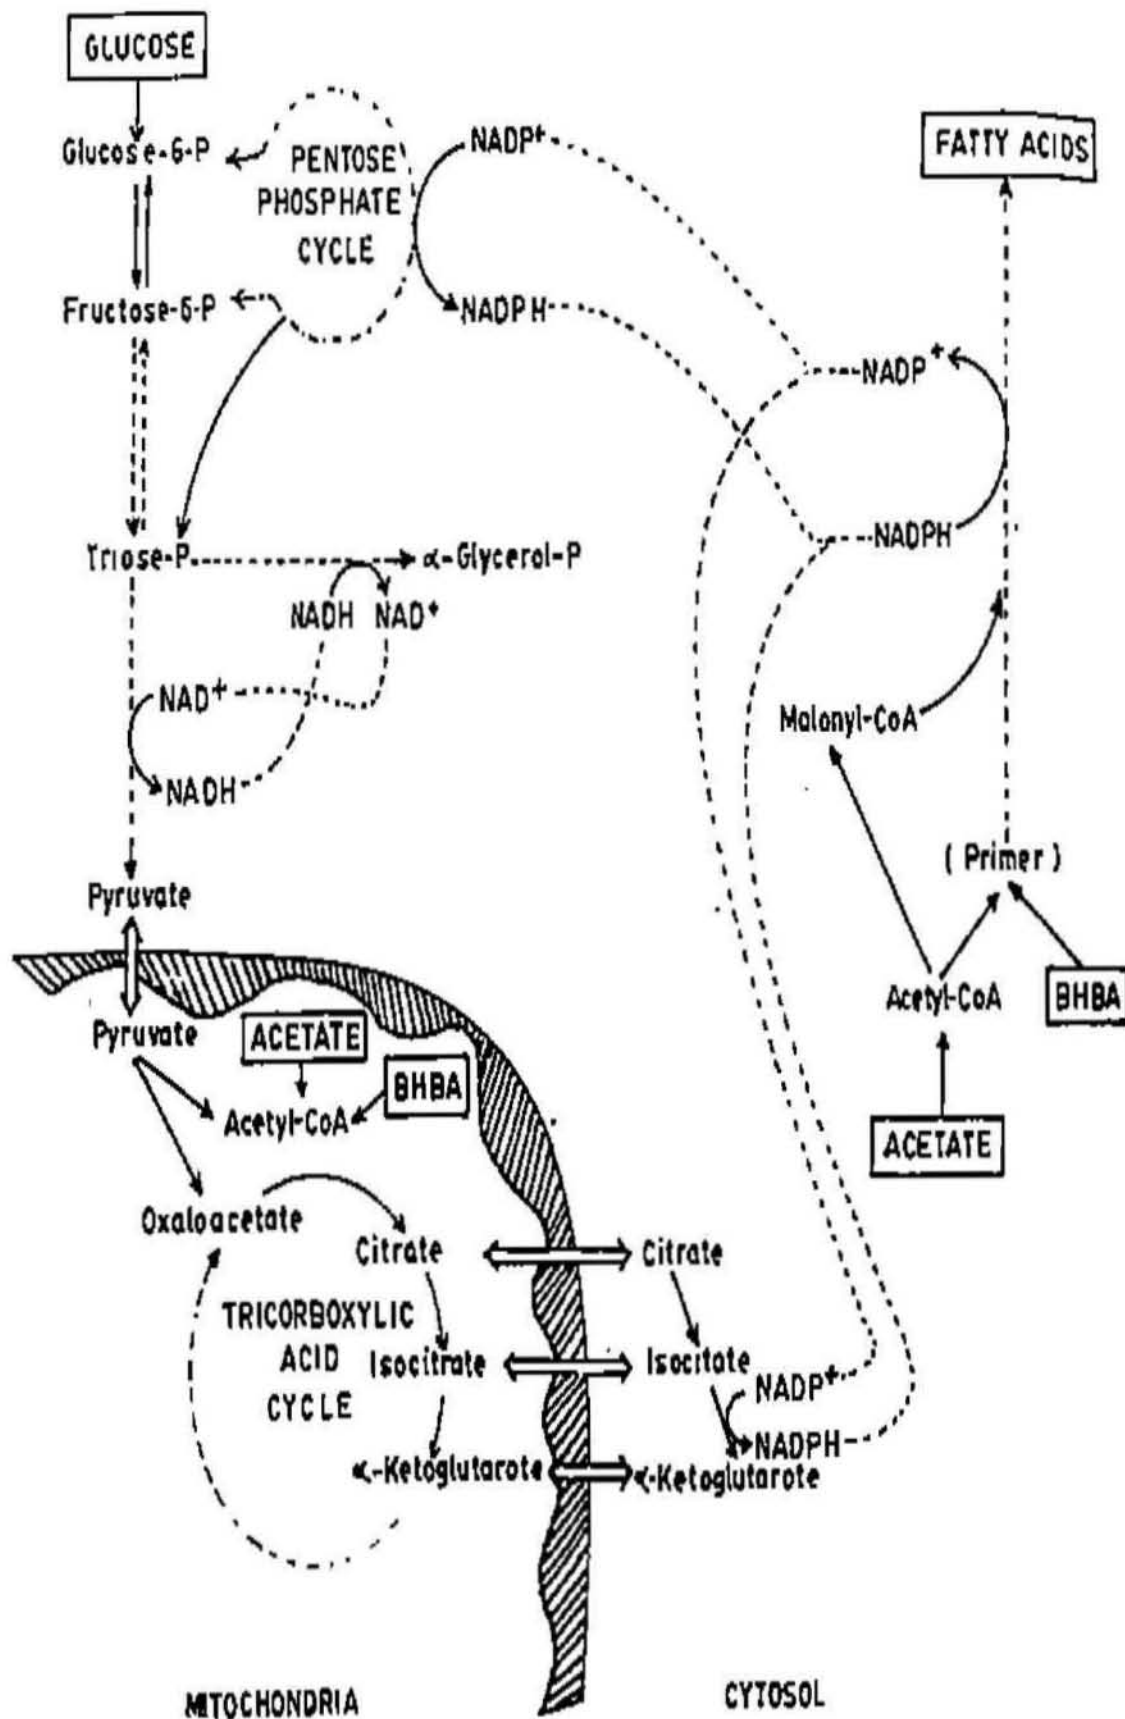 GLUCOSE
Glucose-6-P
PENTOSE
PHOSPHATE
CYCLE
NADP+
FATTY ACIDS
Fructose-6-P
NADPH
NADP+
NADPH
Triose-P
α-Glycerol-P
NADH NAD+
NAD+
NADH
Malonyl-CoA
(Primer)
Pyruvate
Acetyl-CoA
BHBA
Pyruvate
ACETATE
BHBA
Acetyl-CoA
ACETATE
Oxaloacetate
Citrate
Citrate
TRICORBOXYLIC
ACID
CYCLE
Isocitrate
Isocitote
NADP+
NADPH
α-Ketoglutarote
α-Ketoglutarote
MITOCHONDRIA
CYTOSOL